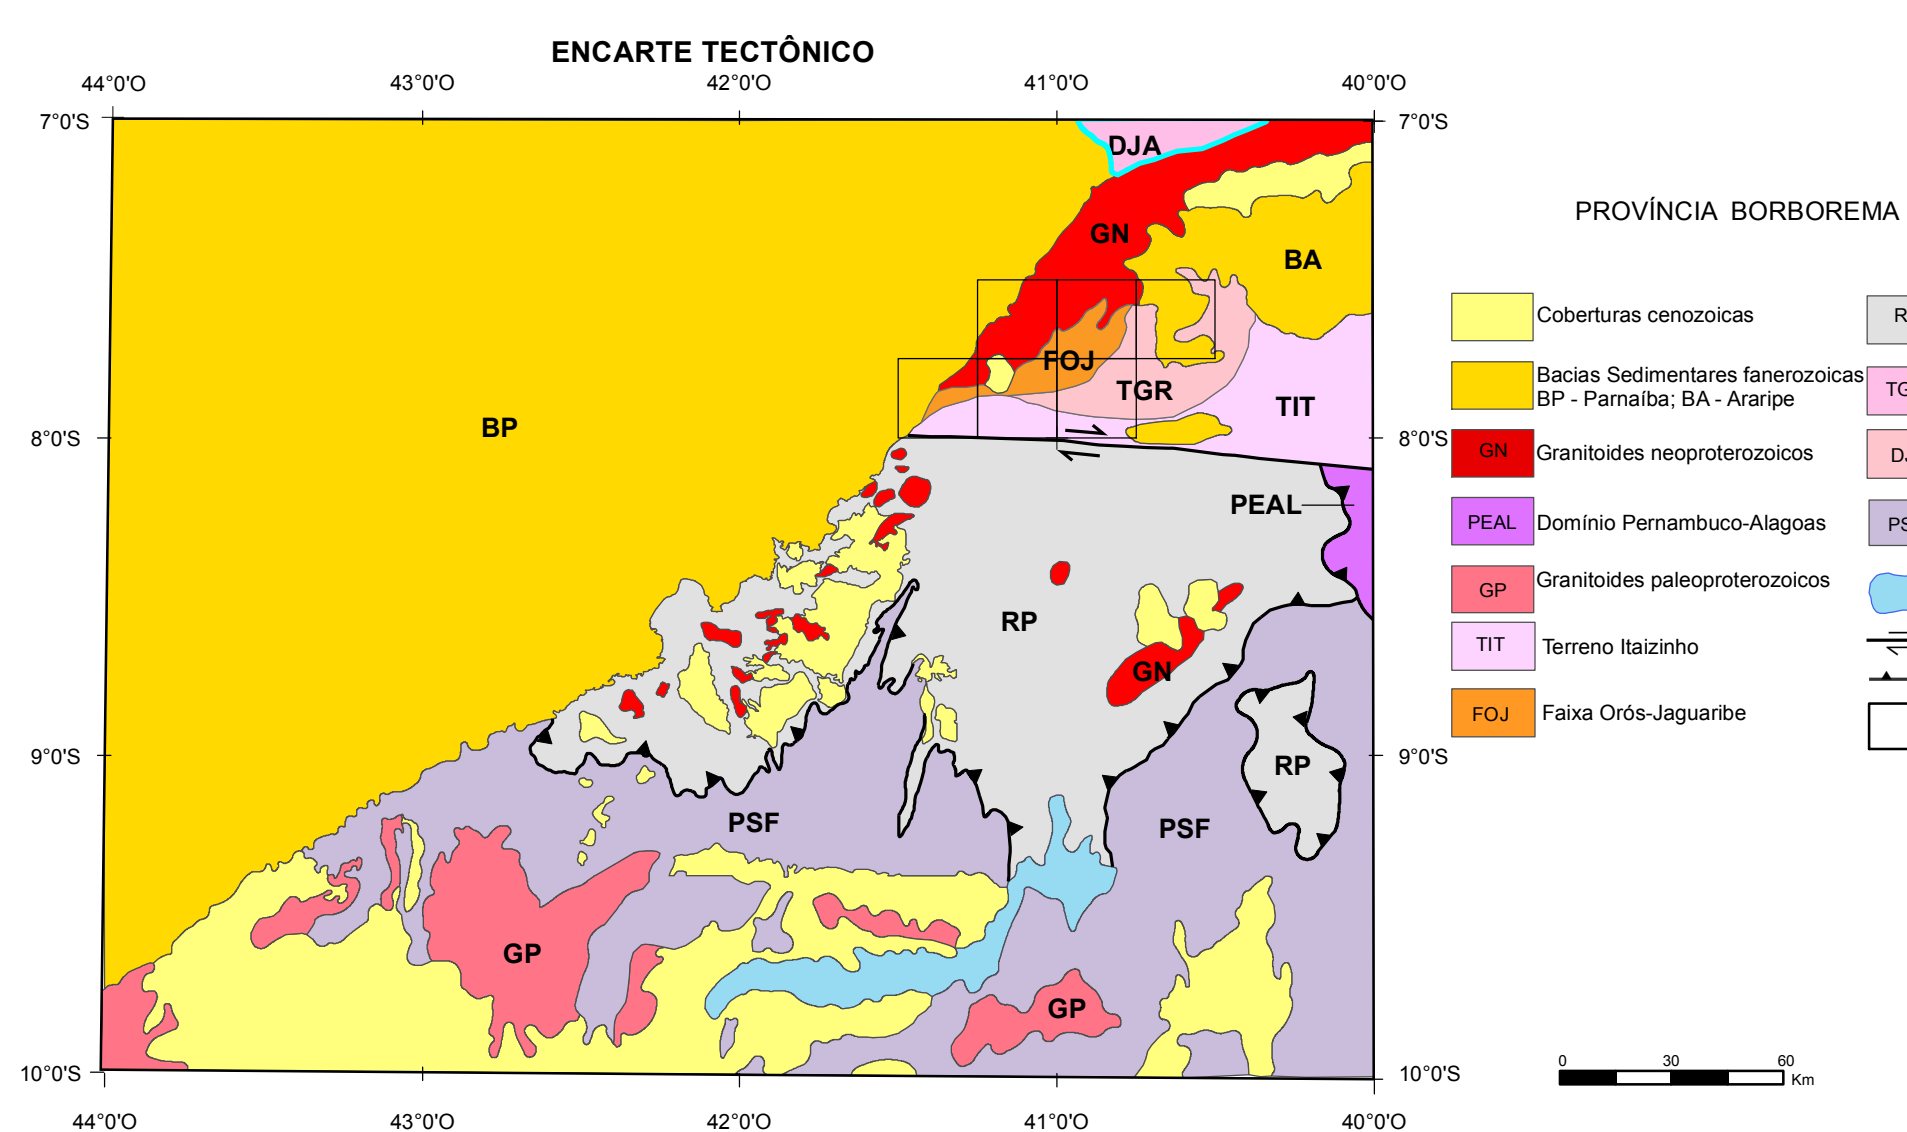 ENCARTE TECTÔNICO
44°0'O
43°0'O
42°0'O
41°0'O
40°0'O
7°0'S
7°0'S
DJA
GN
BA
FOJ
TGR
TIT
BP
8°0'S
8°0'S
PEAL
RP
GN
RP
9°0'S
9°0'S
PSF
PSF
GP
GP
10°0'S
10°0'S
44°0'O
43°0'O
42°0'O
41°0'O
40°0'O
PROVÍNCIA BORBOREMA
Coberturas cenozoicas
Bacias Sedimentares fanerozoicas
BP - Parnaíba; BA - Araripe
GN Granitoides neoproterozoicos
PEAL Domínio Pernambuco-Alagoas
GP Granitoides paleoproterozoicos
TIT Terreno Itaizinho
FOJ Faixa Orós-Jaguaribe
R
TG
D
PS
0 30 60
Km